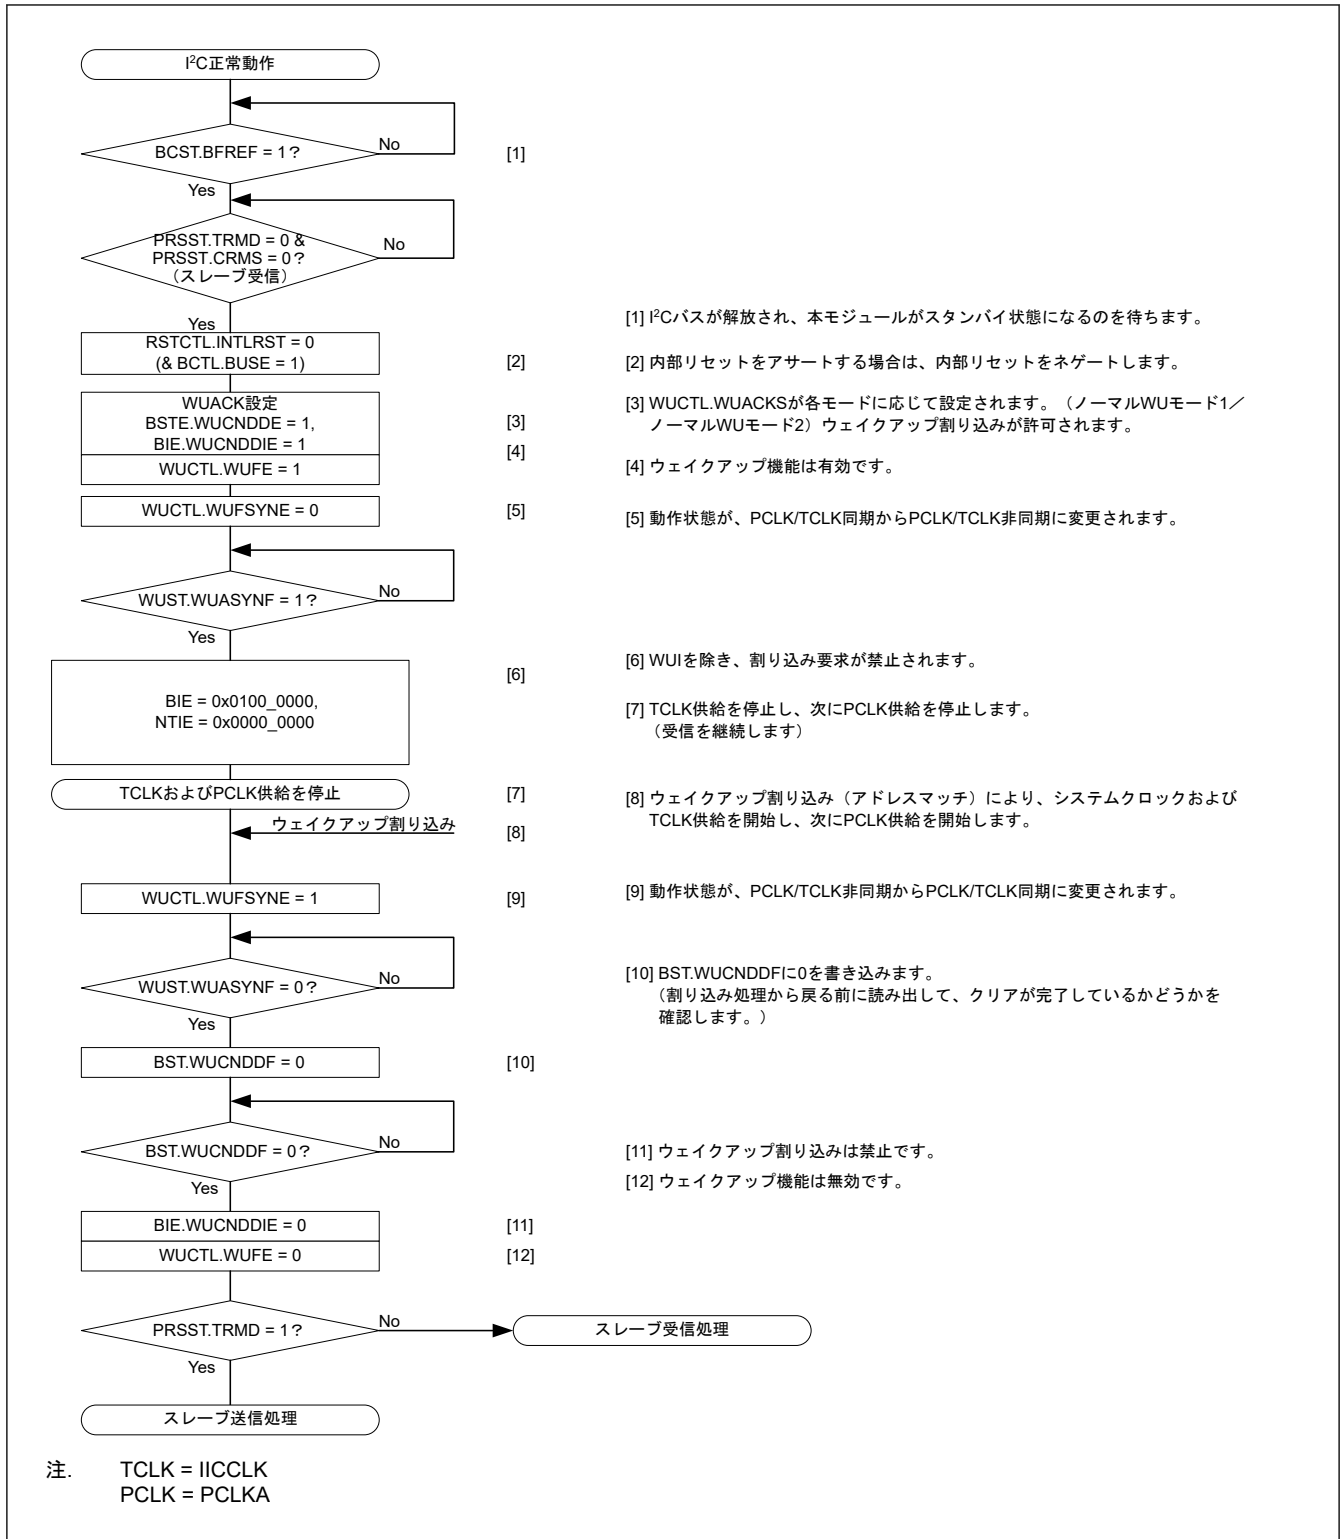 I²C正常動作
BCST.BFREF = 1？
No
[1]
Yes
PRSST.TRMD = 0 &
PRSST.CRMS = 0？
（スレーブ受信）
No
Yes
RSTCTL.INTLRST = 0
(& BCTL.BUSE = 1)
[2]
WUACK設定
BSTE.WUCNDDE = 1,
BIE.WUCNDDIE = 1
[3]
[4]
WUCTL.WUFE = 1
WUCTL.WUFSYNE = 0
[5]
WUST.WUASYNF = 1？
No
Yes
BIE = 0x0100_0000,
NTIE = 0x0000_0000
[6]
TCLKおよびPCLK供給を停止
[7]
ウェイクアップ割り込み
[8]
WUCTL.WUFSYNE = 1
[9]
WUST.WUASYNF = 0？
No
Yes
BST.WUCNDDF = 0
[10]
BST.WUCNDDF = 0？
No
Yes
BIE.WUCNDDIE = 0
[11]
WUCTL.WUFE = 0
[12]
PRSST.TRMD = 1？
No
スレーブ受信処理
Yes
スレーブ送信処理
[1] I²Cバスが解放され、本モジュールがスタンバイ状態になるのを待ちます。
[2] 内部リセットをアサートする場合は、内部リセットをネゲートします。
[3] WUCTL.WUACKSが各モードに応じて設定されます。（ノーマルWUモード1／
ノーマルWUモード2）ウェイクアップ割り込みが許可されます。
[4] ウェイクアップ機能は有効です。
[5] 動作状態が、PCLK/TCLK同期からPCLK/TCLK非同期に変更されます。
[6] WUIを除き、割り込み要求が禁止されます。
[7] TCLK供給を停止し、次にPCLK供給を停止します。
（受信を継続します）
[8] ウェイクアップ割り込み（アドレスマッチ）により、システムクロックおよび
TCLK供給を開始し、次にPCLK供給を開始します。
[9] 動作状態が、PCLK/TCLK非同期からPCLK/TCLK同期に変更されます。
[10] BST.WUCNDDFに0を書き込みます。
（割り込み処理から戻る前に読み出して、クリアが完了しているかどうかを
確認します。）
[11] ウェイクアップ割り込みは禁止です。
[12] ウェイクアップ機能は無効です。
注. TCLK = IICCLK
PCLK = PCLKA